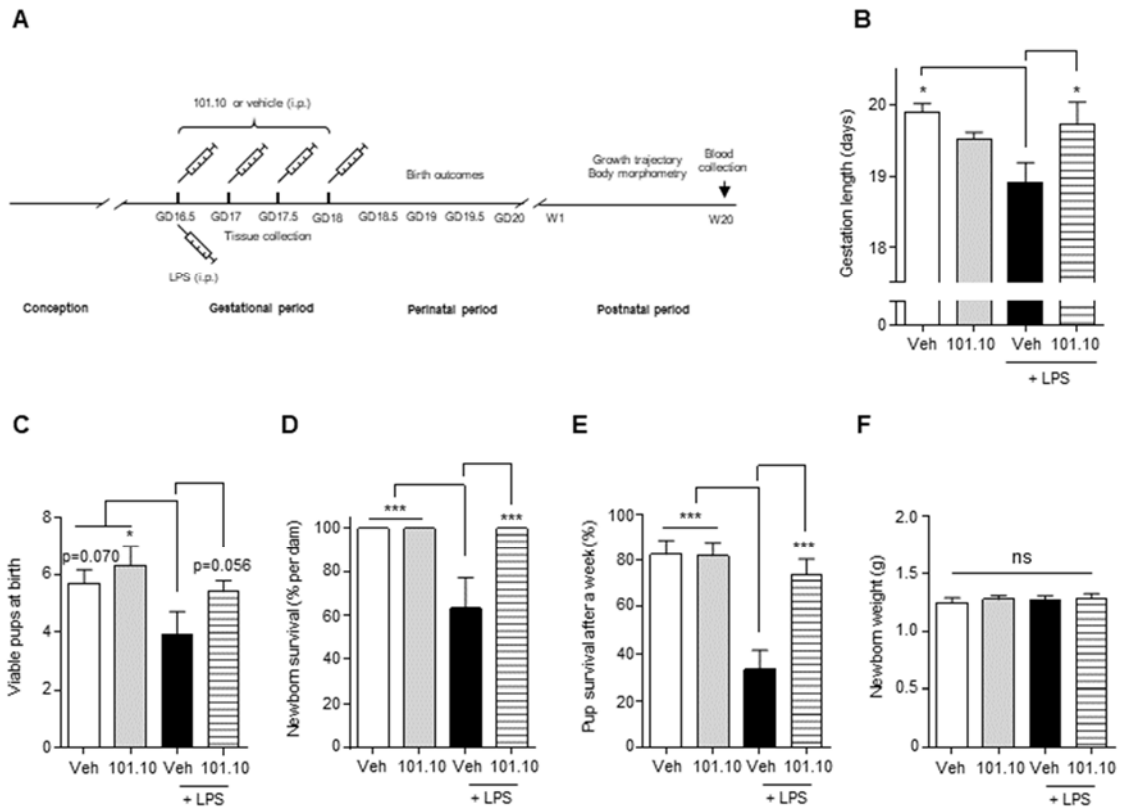 A
101.10 or vehicle (i.p.)
Birth outcomes
Growth trajectory
Body morphometry
Blood
collection
GD16.5 GD17 GD17.5 GD18 GD18.5 GD19 GD19.5 GD20 W1 W20
Tissue collection
LPS (i.p.)
Conception Gestational period Perinatal period Postnatal period
B
Gestation length (days)
20
19
18
0
* *
Veh 101.10 Veh 101.10
+ LPS
C
Viable pups at birth
8
6
4
2
0
p=0.070 * p=0.056
Veh 101.10 Veh 101.10
+ LPS
D
Newborn survival (% per dam)
100
80
60
40
20
0
*** ***
Veh 101.10 Veh 101.10
+ LPS
E
Pup survival after a week (%)
100
80
60
40
20
0
*** ***
Veh 101.10 Veh 101.10
+ LPS
F
Newborn weight (g)
2.0
1.5
1.0
0.5
0
ns
Veh 101.10 Veh 101.10
+ LPS